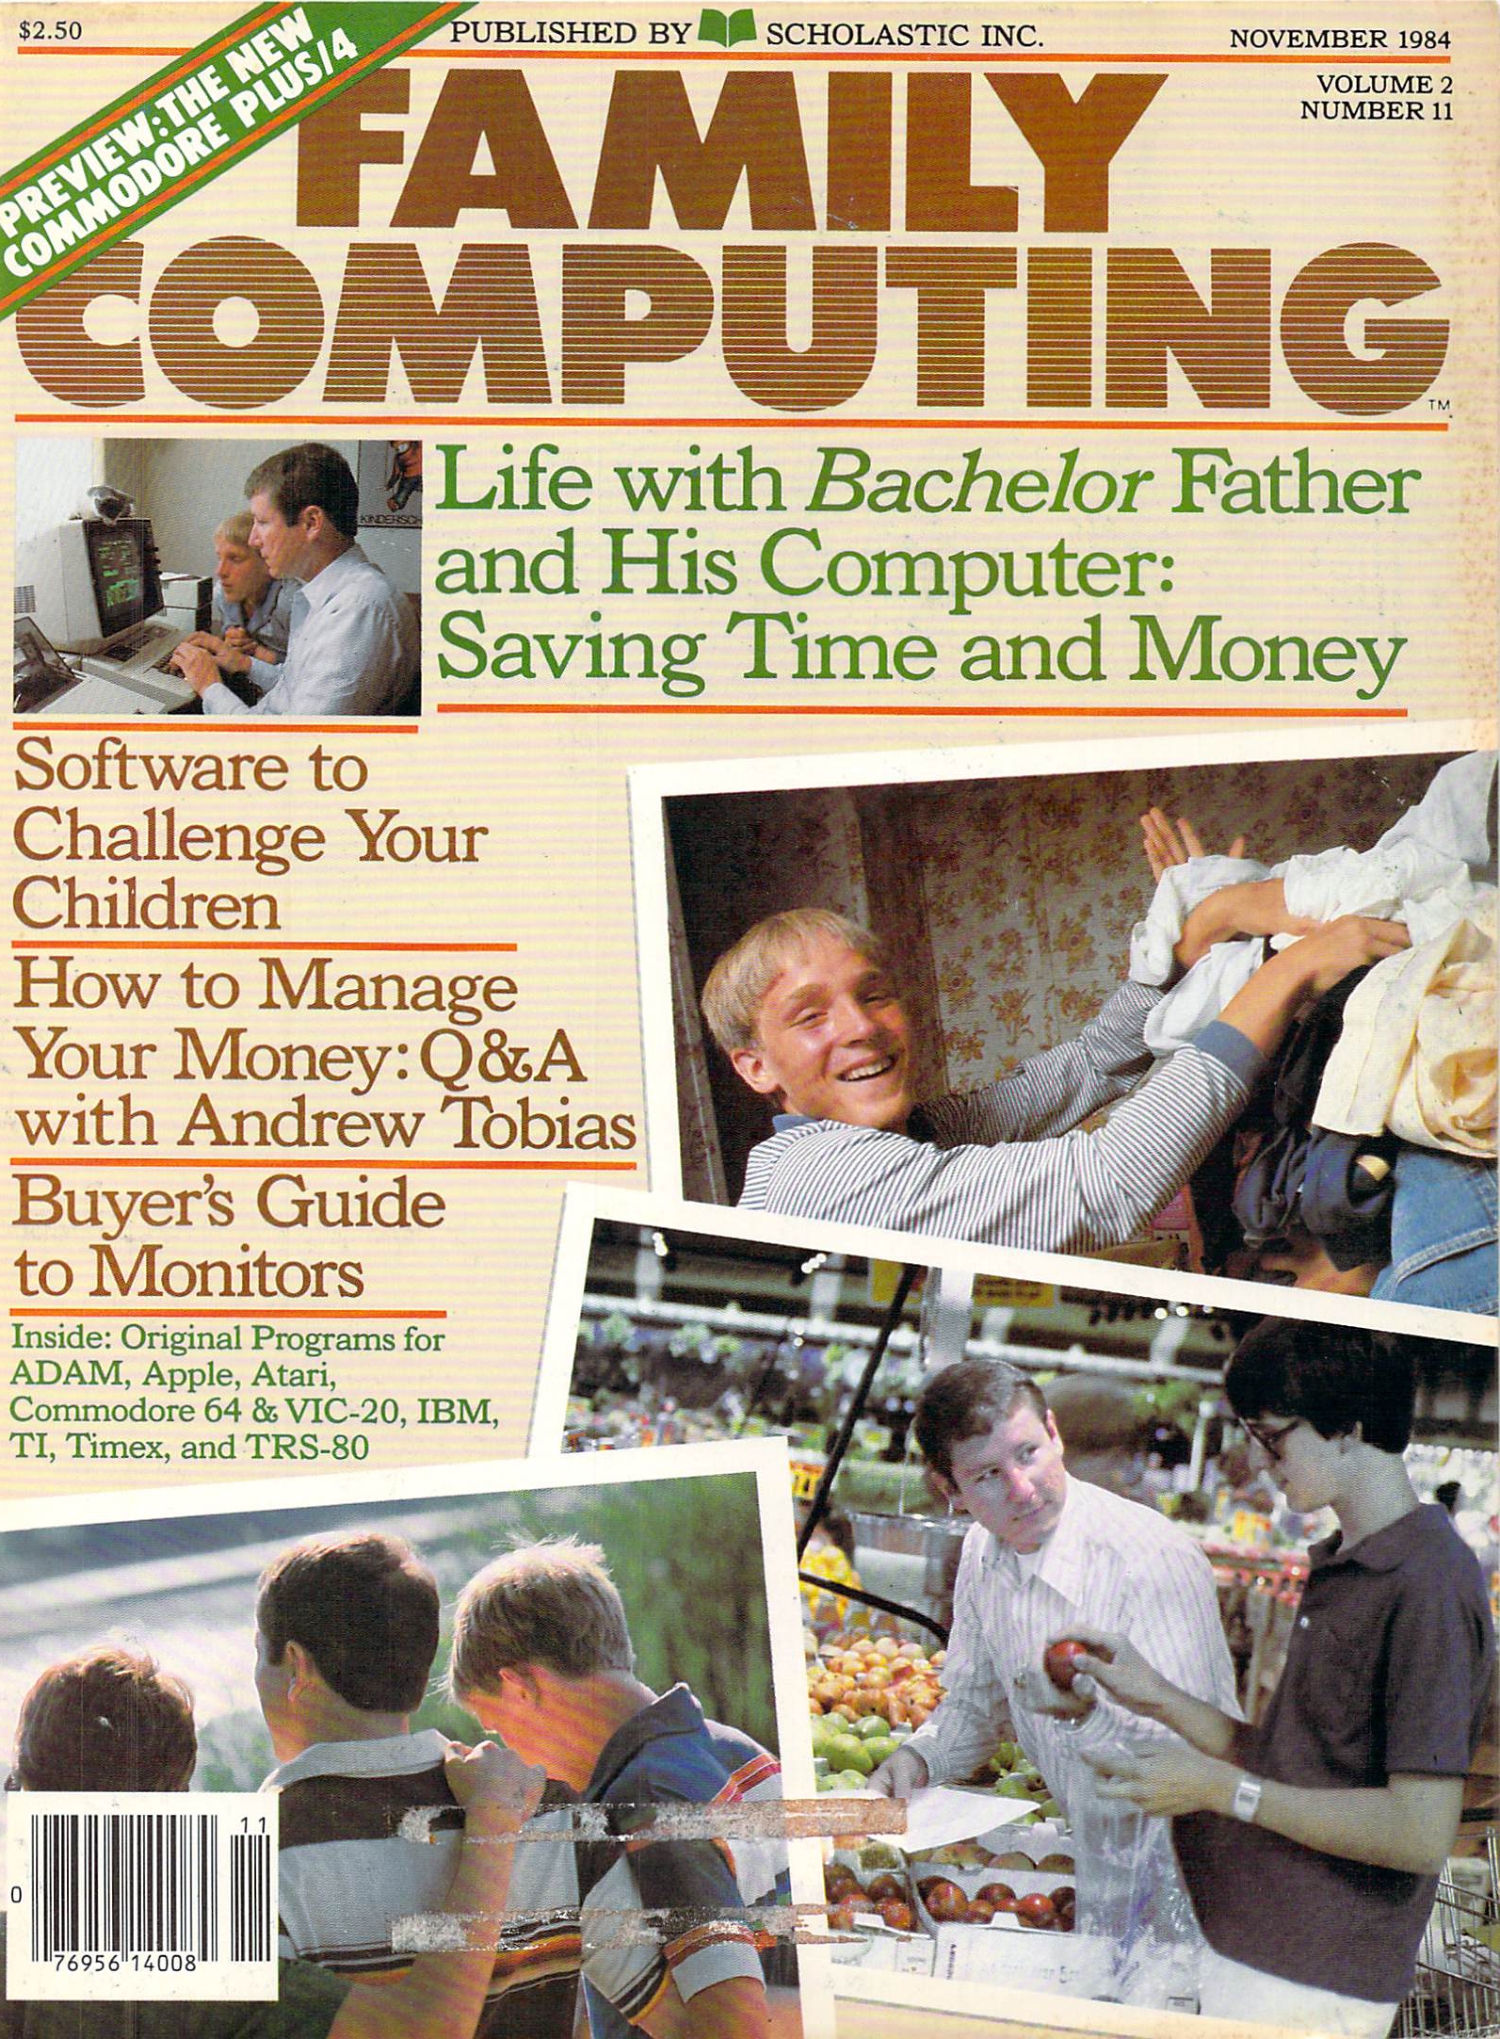 $2.50
PUBLISHED BY SCHOLASTIC INC.
NOVEMBER 1984
VOLUME 2
NUMBER 11
PREVIEW: THE NEW
COMMODORE PLUS/4
FAMILY
COMPUTING
TM
KINDERSCH
Life with Bachelor Father
and His Computer:
Saving Time and Money
Software to
Challenge Your
Children
How to Manage
Your Money: Q&A
with Andrew Tobias
Buyer's Guide
to Monitors
Inside: Original Programs for
ADAM, Apple, Atari,
Commodore 64 & VIC-20, IBM,
TI, Timex, and TRS-80
11
0
76956 14008